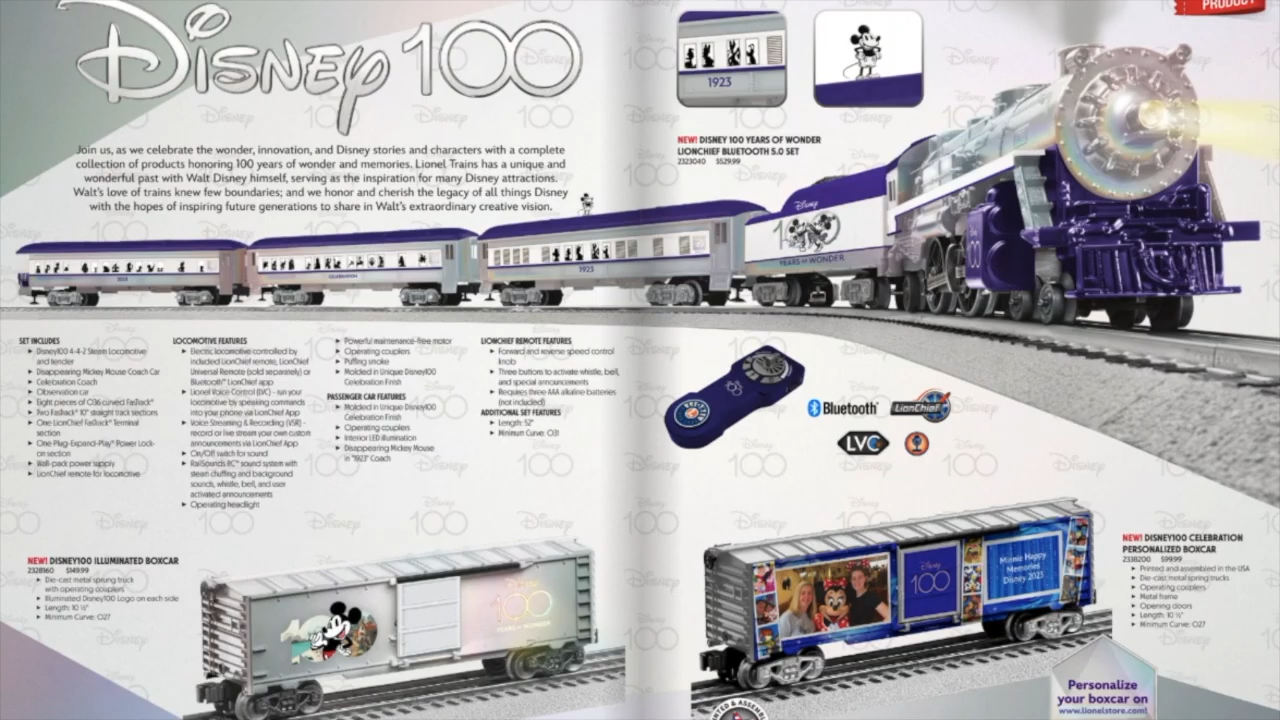 DISNEY 100
Join us, as we celebrate the wonder, innovation, and Disney stories and characters with a complete
collection of products honoring 100 years of wonder and memories. Lionel Trains has a unique and
wonderful past with Walt Disney himself, serving as the inspiration for many Disney attractions.
Walt's love of trains knew few boundaries; and we honor and cherish the legacy of all things Disney
with the hopes of inspiring future generations to share in Walt's extraordinary creative vision.
PRODUCT
1923
NEW! DISNEY 100 YEARS OF WONDER
LIONCHIEF BLUETOOTH 5.0 SET
2323040 $529.99
1923
CELEBRATION
1923
Disney
100
YEARS OF WONDER
SET INCLUDES
► Disney100 4-4-2 Steam Locomotive
and tender
► Disappearing Mickey Mouse Coach Car
► Celebration Coach
► Observation car
► Eight pieces of O36 curved FasTrack®
► Two FasTrack® 10" straight track sections
► One LionChief FasTrack® Terminal
section
► One Plug-Expand-Play® Power Lock-
on section
► Wall-pack power supply
► LionChief remote for locomotive
LOCOMOTIVE FEATURES
► Electric locomotive controlled by
included LionChief remote, LionChief
Universal Remote (sold separately) or
Bluetooth® LionChief app
► Lionel Voice Control (LVC) - run your
locomotive by speaking commands
into your phone via LionChief App
► Voice Streaming & Recording (VSR) -
record or live stream your own custom
announcements via LionChief App
► On/Off switch for sound
► RailSounds RC™ sound system with
steam chuffing and background
sounds, whistle, bell, and user
activated announcements
► Operating headlight
► Powerful maintenance-free motor
► Operating couplers
► Puffing smoke
► Molded in Unique Disney100
Celebration Finish
PASSENGER CAR FEATURES
► Molded in Unique Disney100
Celebration Finish
► Operating couplers
► Interior LED illumination
► Disappearing Mickey Mouse
in "1923" Coach
LIONCHIEF REMOTE FEATURES
► Forward and reverse speed control
knob
► Three buttons to activate whistle, bell,
and special announcements
► Requires three AAA alkaline batteries
(not included)
ADDITIONAL SET FEATURES
► Length: 52"
► Minimum Curve: O31
100
Bluetooth®
LionChief
LVC
NEW! DISNEY100 ILLUMINATED BOXCAR
2328160 $149.99
► Die-cast metal sprung truck
with operating couplers
► Illuminated Disney100 Logo on each side
► Length: 10 ½"
► Minimum Curve: O27
100
100
YEARS OF WONDER
Disney
100
Minnie Happy
Memories
Disney 2023
NEW! DISNEY100 CELEBRATION
PERSONALIZED BOXCAR
2338200 $99.99
► Printed and assembled in the USA
► Die-cast metal sprung trucks
► Operating couplers
► Metal frame
► Opening doors
► Length: 10 ½"
► Minimum Curve: O27
Personalize
your boxcar on
www.lionelstore.com!